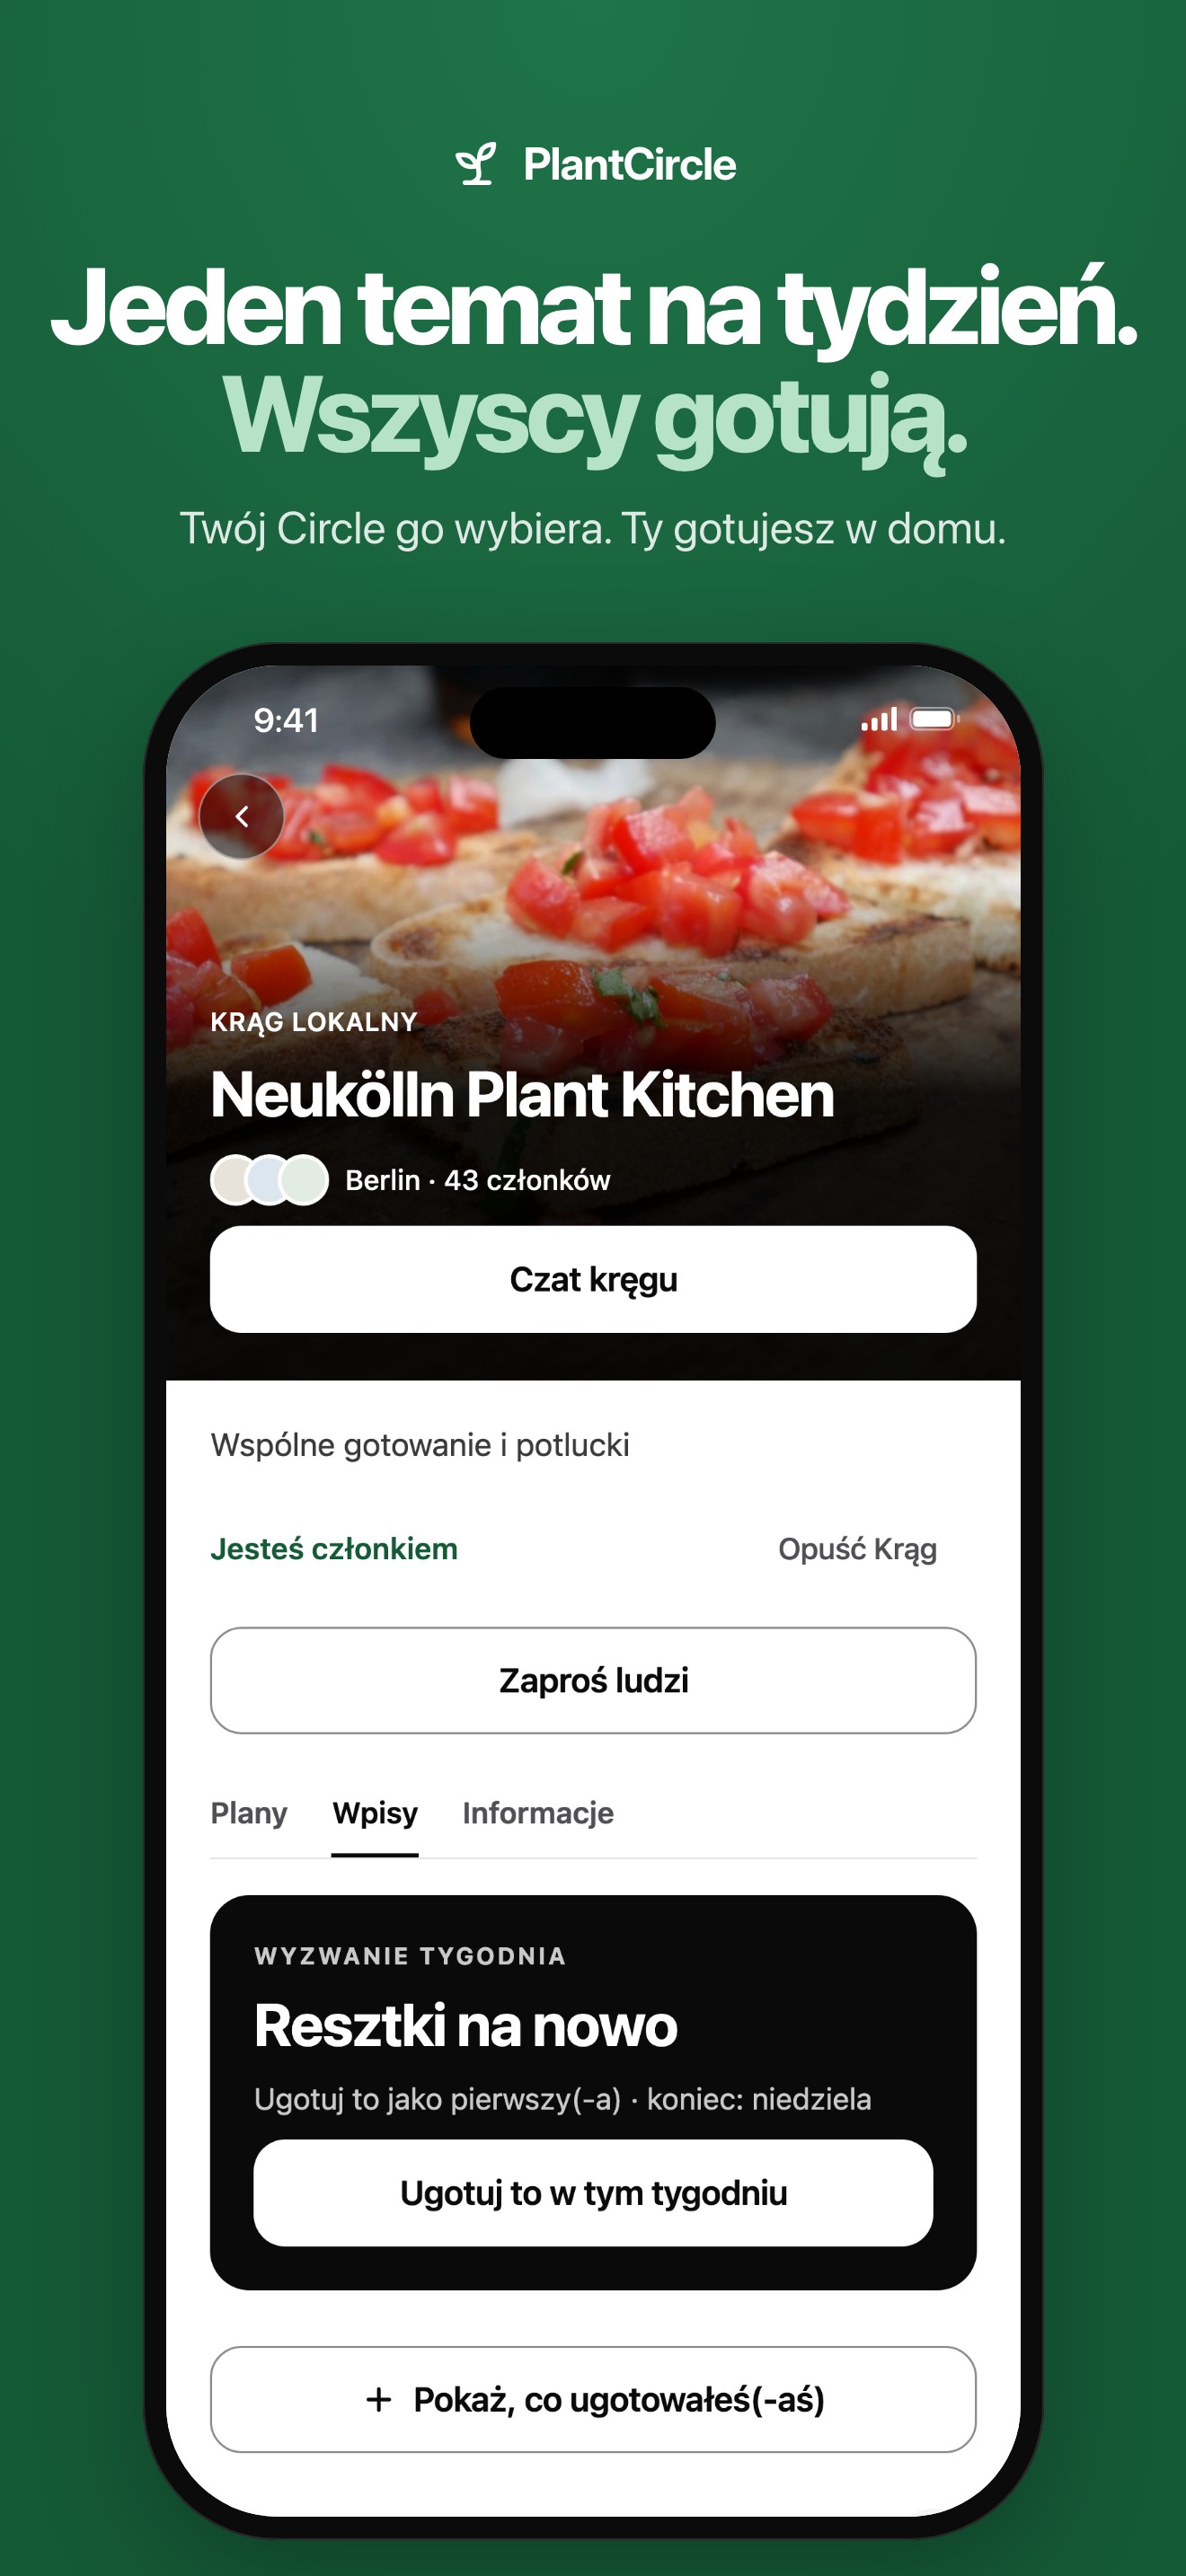 PlantCircle
Jeden temat na tydzień.
Wszyscy gotują.
Twój Circle go wybiera. Ty gotujesz w domu.
9:41
KRĄG LOKALNY
Neukölln Plant Kitchen
Berlin · 43 członków
Czat kręgu
Wspólne gotowanie i potlucki
Jesteś członkiem
Opuść Krąg
Zaproś ludzi
Plany Wpisy Informacje
WYZWANIE TYGODNIA
Resztki na nowo
Ugotuj to jako pierwszy(-a) · koniec: niedziela
Ugotuj to w tym tygodniu
+ Pokaż, co ugotowałeś(-aś)